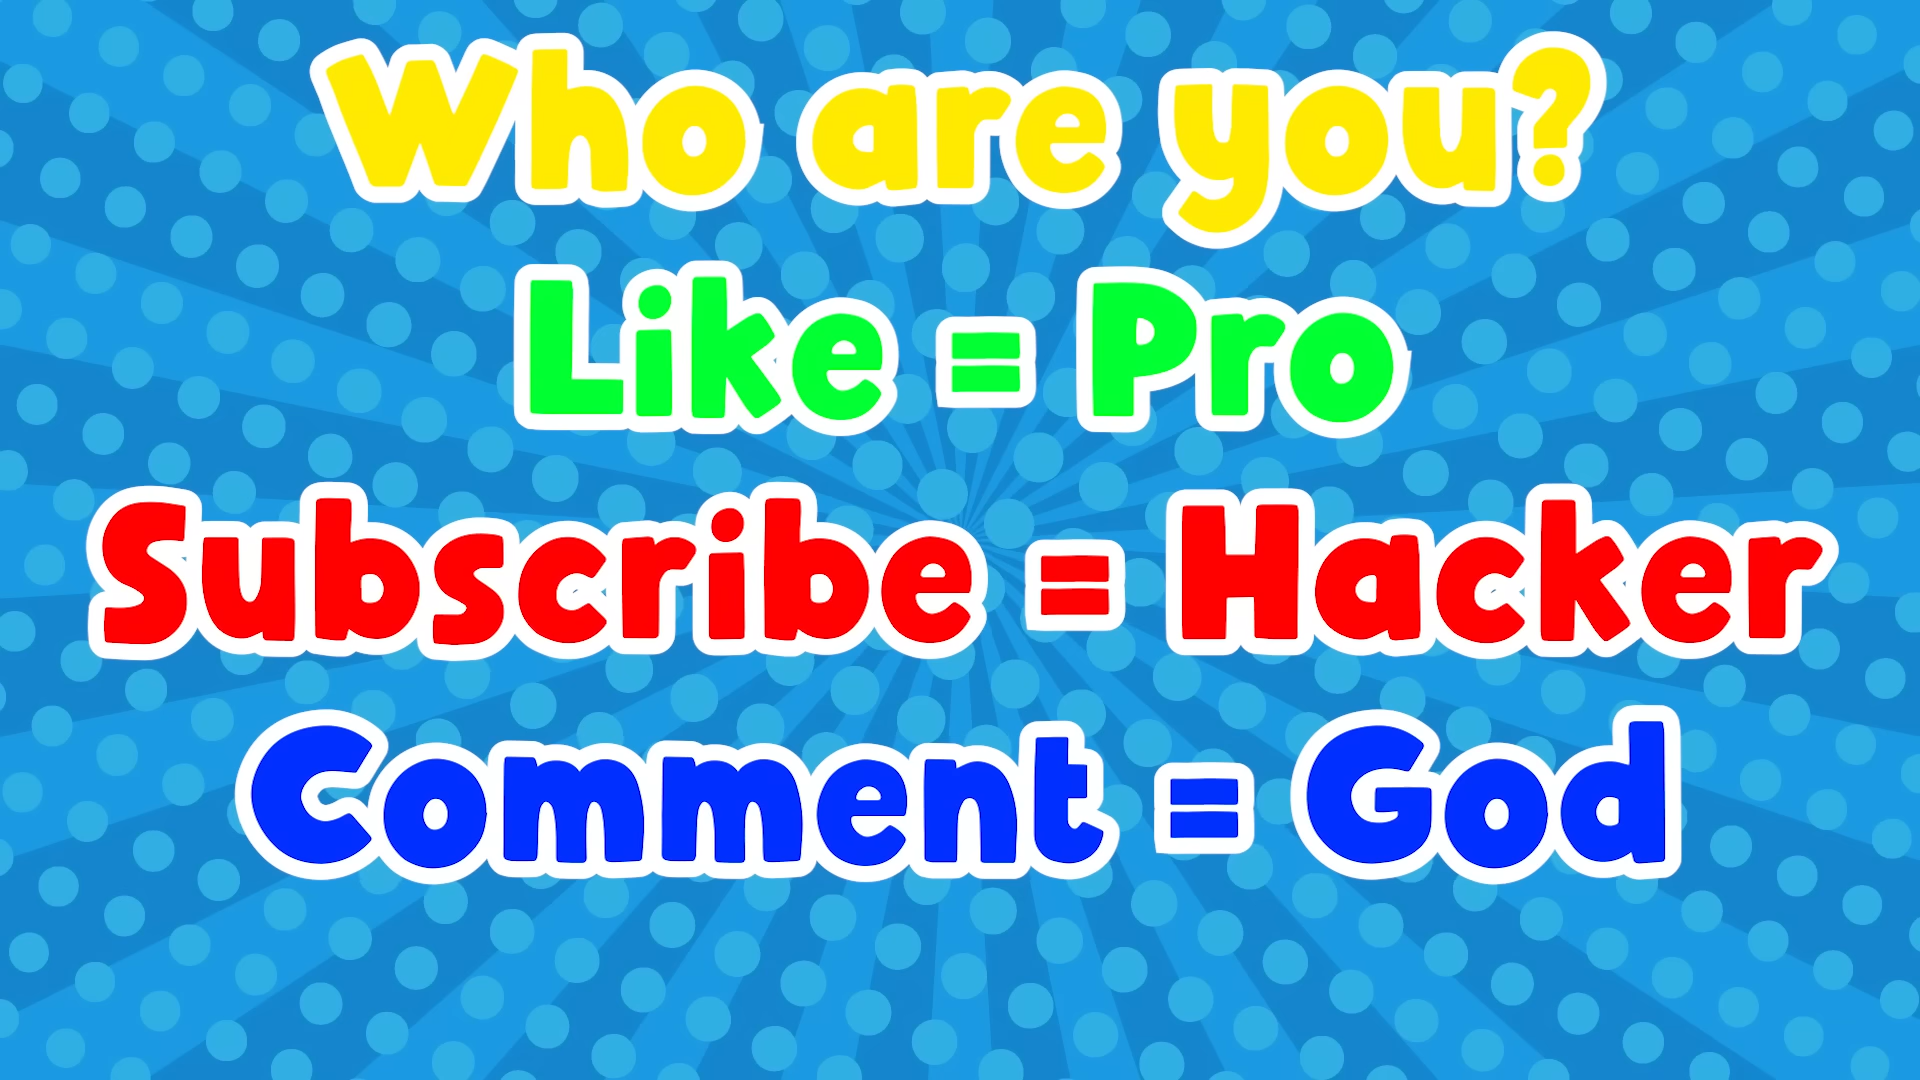 Who are you?
Like = Pro
Subscribe = Hacker
Comment = God